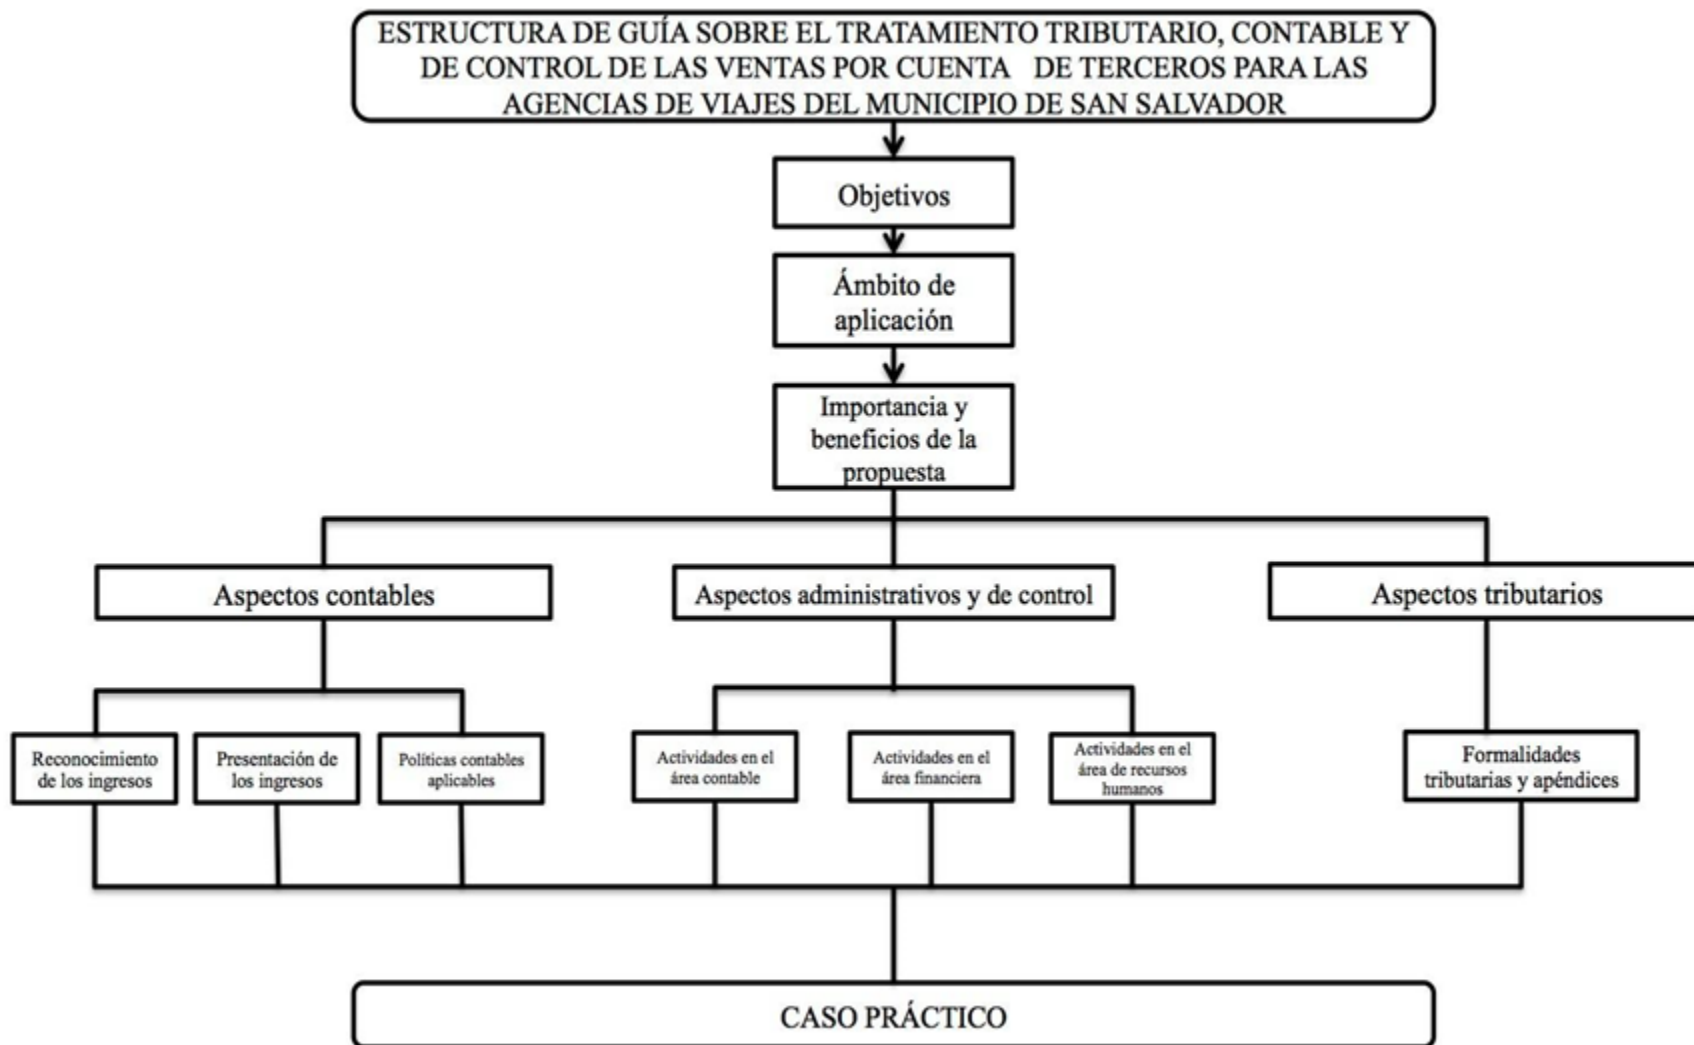 ESTRUCTURA DE GUÍA SOBRE EL TRATAMIENTO TRIBUTARIO, CONTABLE Y
DE CONTROL DE LAS VENTAS POR CUENTA DE TERCEROS PARA LAS
AGENCIAS DE VIAJES DEL MUNICIPIO DE SAN SALVADOR
Objetivos
Ámbito de
aplicación
Importancia y
beneficios de la
propuesta
Aspectos contables
Aspectos administrativos y de control
Aspectos tributarios
Reconocimiento
de los ingresos
Presentación de
los ingresos
Políticas contables
aplicables
Actividades en el
área contable
Actividades en el
área financiera
Actividades en el
área de recursos
humanos
Formalidades
tributarias y apéndices
CASO PRÁCTICO